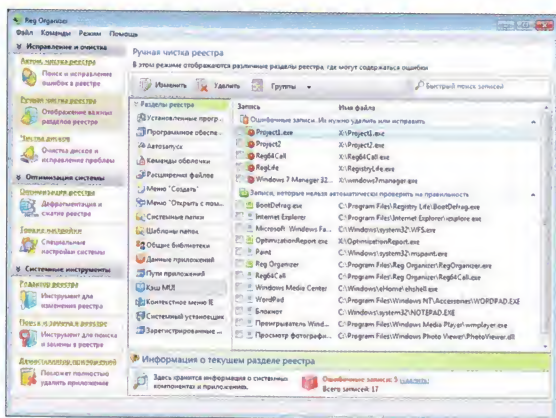 Reg Organizer
Файл Команды Режим Помощь
Исправление и очистка
Автом. чистка реестра
Поиск и исправление ошибок в реестре
Ручная чистка реестра
Отображение важных разделов реестра
Чистка дисков
Очистка дисков и исправление проблем
Оптимизация системы
Оптимизация реестра
Дефрагментация и сжатие реестра
Тонкие настройки
Специальные настройки системы
Системные инструменты
Редактор реестра
Инструмент для изменения реестра
Поиск и замена в реестре
Инструмент для поиска и замены в реестре
Деинсталлятор приложений
Поможет полностью удалить приложение
Ручная чистка реестра
В этом режиме отображаются различные разделы реестра, где могут содержаться ошибки
Изменить Удалить Группы Быстрый поиск записей
Разделы реестра
Установленные прогр...
Программное обеспе...
Автозапуск
Команды оболочки
Расширения файлов
Меню "Создать"
Меню "Открыть с пом...
Системные папки
Шаблоны папок
Общие библиотеки
Данные приложений
Пути приложений
Кэш MUI
Контекстное меню IE
Системный установщик
Зарегистрированные ...
Запись Имя файла
Ошибочные записи. Их нужно удалить или исправить
Project1.exe X:\Project1.exe
Project2 X:\Project2.exe
Reg64Call X:\Reg64Call.exe
RegLife X:\RegistryLife.exe
Windows 7 Manager 32... X:\windows7manager.exe
Записи, которые нельзя автоматически проверить на правильность
BootDefrag.exe C:\Program Files\Registry Life\BootDefrag.exe
Internet Explorer C:\Program Files\Internet Explorer\iexplore.exe
Microsoft Windows Fa... C:\Windows\system32\WFS.exe
OptimizationReport.exe X:\OptimizationReport.exe
Paint C:\Windows\system32\mspaint.exe
Reg Organizer C:\Program Files\Reg Organizer\RegOrganizer.exe
Reg64Call C:\Program Files\Reg Organizer\Reg64Call.exe
Windows Media Center C:\Windows\eHome\ehshell.exe
WordPad C:\Program Files\Windows NT\Accessories\WORDPAD.EXE
Блокнот C:\Windows\system32\NOTEPAD.EXE
Проигрыватель Wind... C:\Program Files\Windows Media Player\wmplayer.exe
Просмотр фотографи... C:\Program Files\Windows Photo Viewer\PhotoViewer.dll
Информация о текущем разделе реестра
Здесь хранится информация о системных компонентах и приложениях.
Ошибочные записи: 5 (удалить)
Всего записей: 17